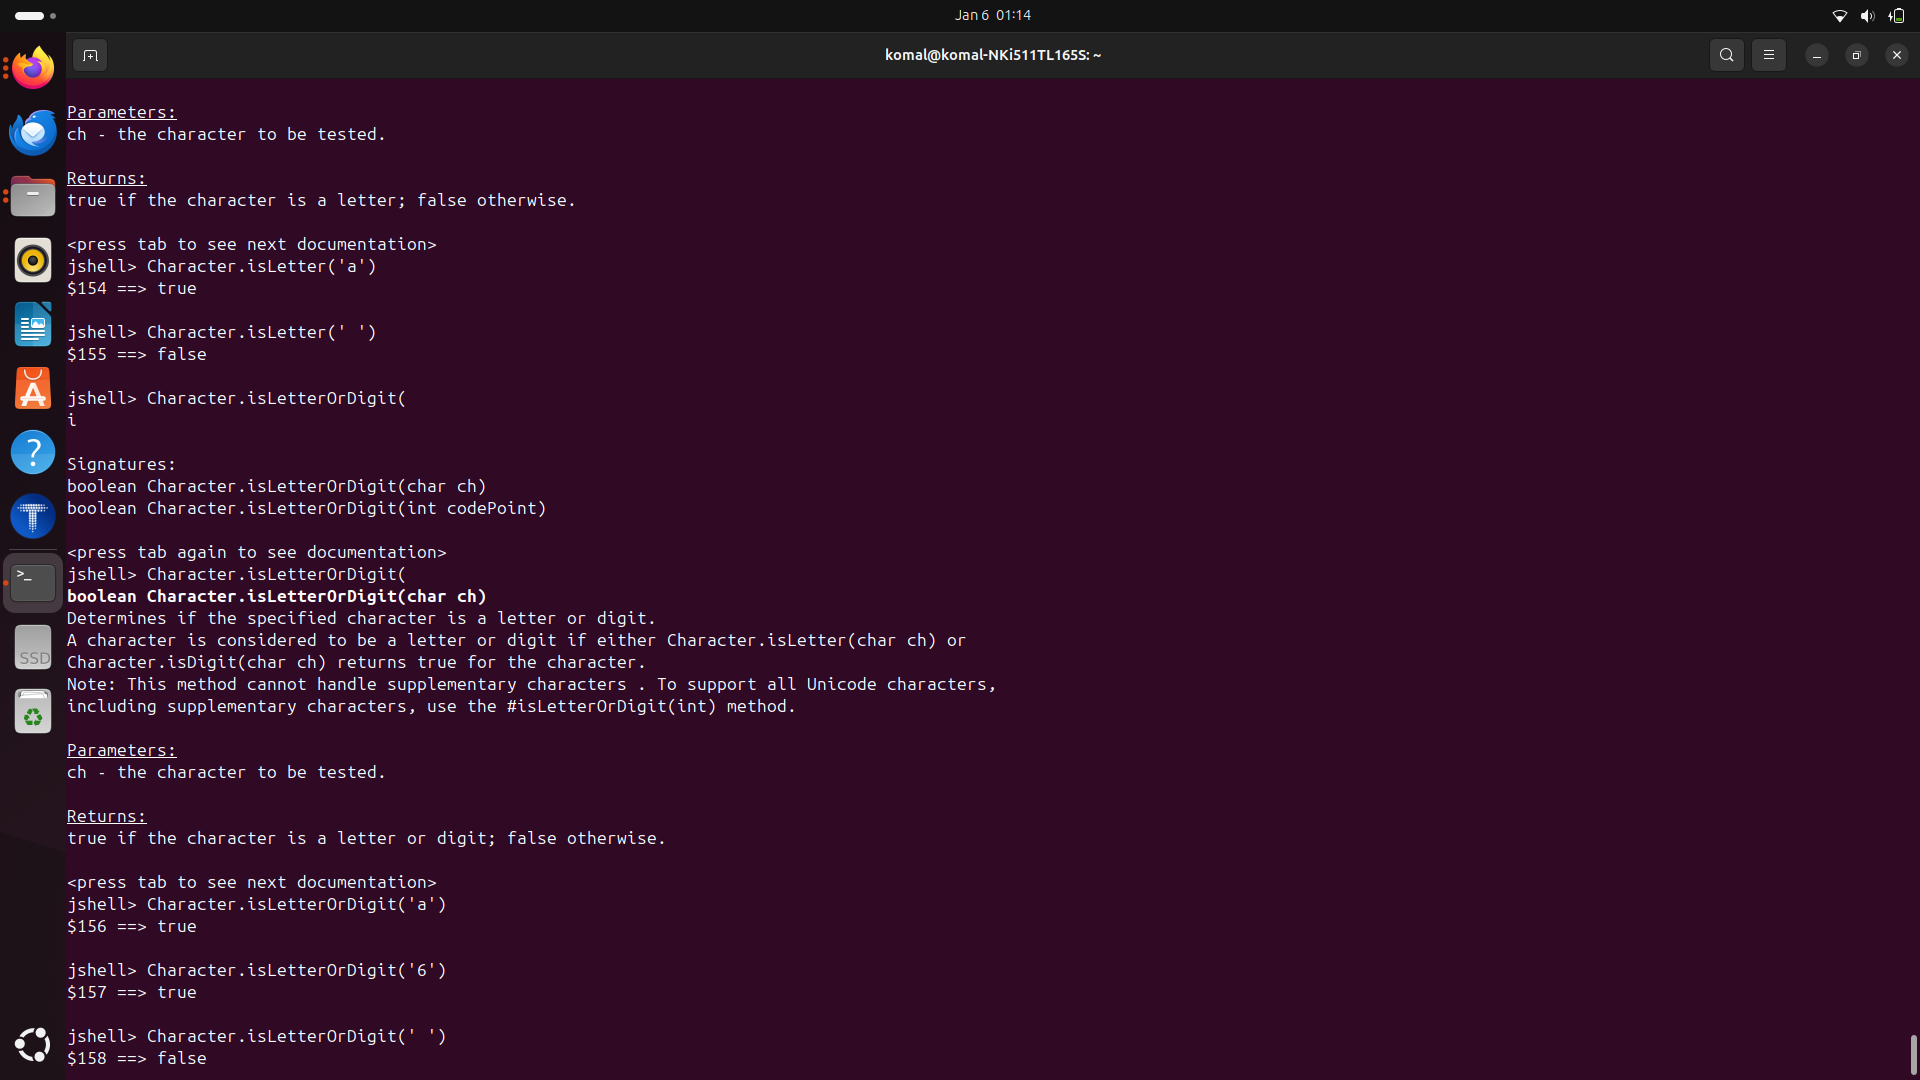 Jan 6 01:14
komal@komal-NKi511TL165S: ~
Parameters:
ch - the character to be tested.
Returns:
true if the character is a letter; false otherwise.
<press tab to see next documentation>
jshell> Character.isLetter('a')
$154 ==> true
jshell> Character.isLetter(' ')
$155 ==> false
jshell> Character.isLetterOrDigit(
i
Signatures:
boolean Character.isLetterOrDigit(char ch)
boolean Character.isLetterOrDigit(int codePoint)
<press tab again to see documentation>
jshell> Character.isLetterOrDigit(
boolean Character.isLetterOrDigit(char ch)
Determines if the specified character is a letter or digit.
A character is considered to be a letter or digit if either Character.isLetter(char ch) or
Character.isDigit(char ch) returns true for the character.
Note: This method cannot handle supplementary characters . To support all Unicode characters,
including supplementary characters, use the #isLetterOrDigit(int) method.
Parameters:
ch - the character to be tested.
Returns:
true if the character is a letter or digit; false otherwise.
<press tab to see next documentation>
jshell> Character.isLetterOrDigit('a')
$156 ==> true
jshell> Character.isLetterOrDigit('6')
$157 ==> true
jshell> Character.isLetterOrDigit(' ')
$158 ==> false
SSD